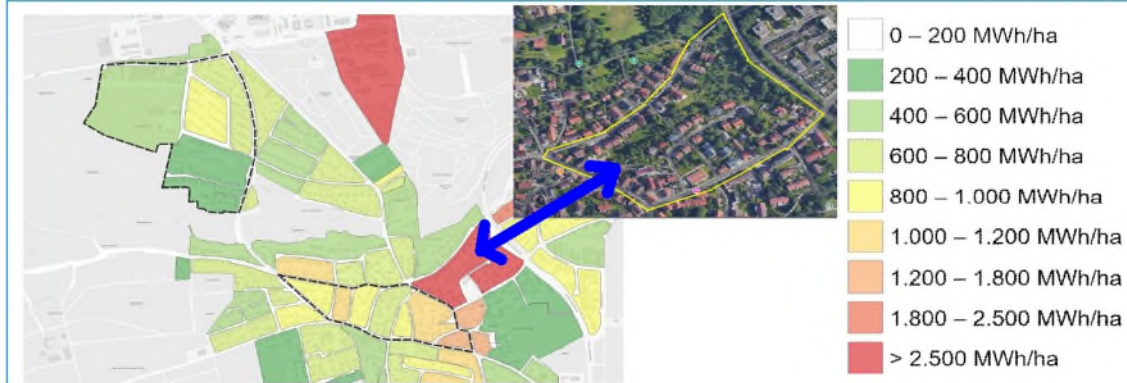 0 – 200 MWh/ha
200 – 400 MWh/ha
400 – 600 MWh/ha
600 – 800 MWh/ha
800 – 1.000 MWh/ha
1.000 – 1.200 MWh/ha
1.200 – 1.800 MWh/ha
1.800 – 2.500 MWh/ha
> 2.500 MWh/ha